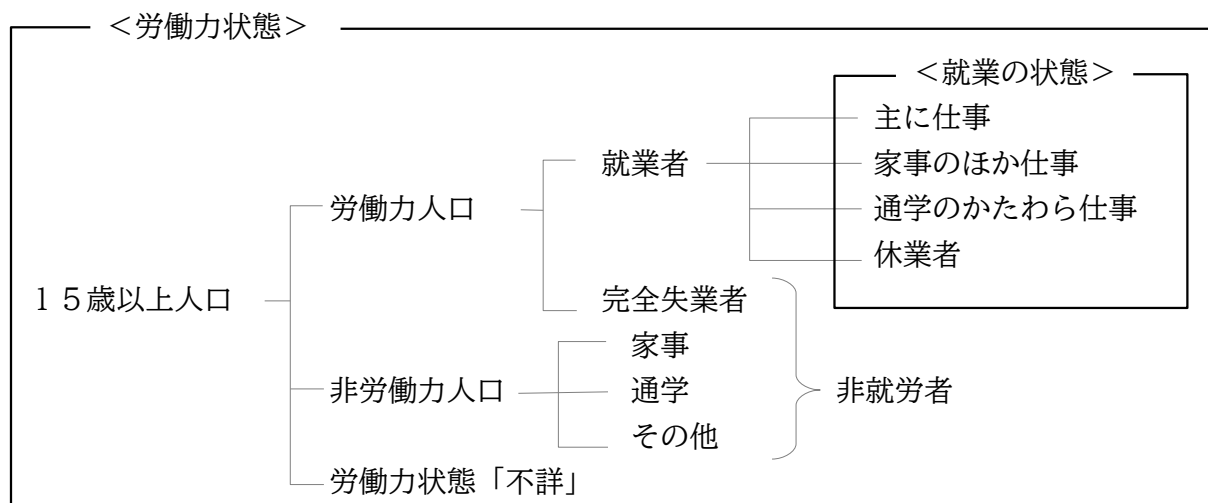 ＜労働力状態＞
＜就業の状態＞
主に仕事
就業者
家事のほか仕事
労働力人口
通学のかたわら仕事
休業者
１５歳以上人口
完全失業者
家事
非労働力人口
通学
非就労者
その他
労働力状態「不詳」